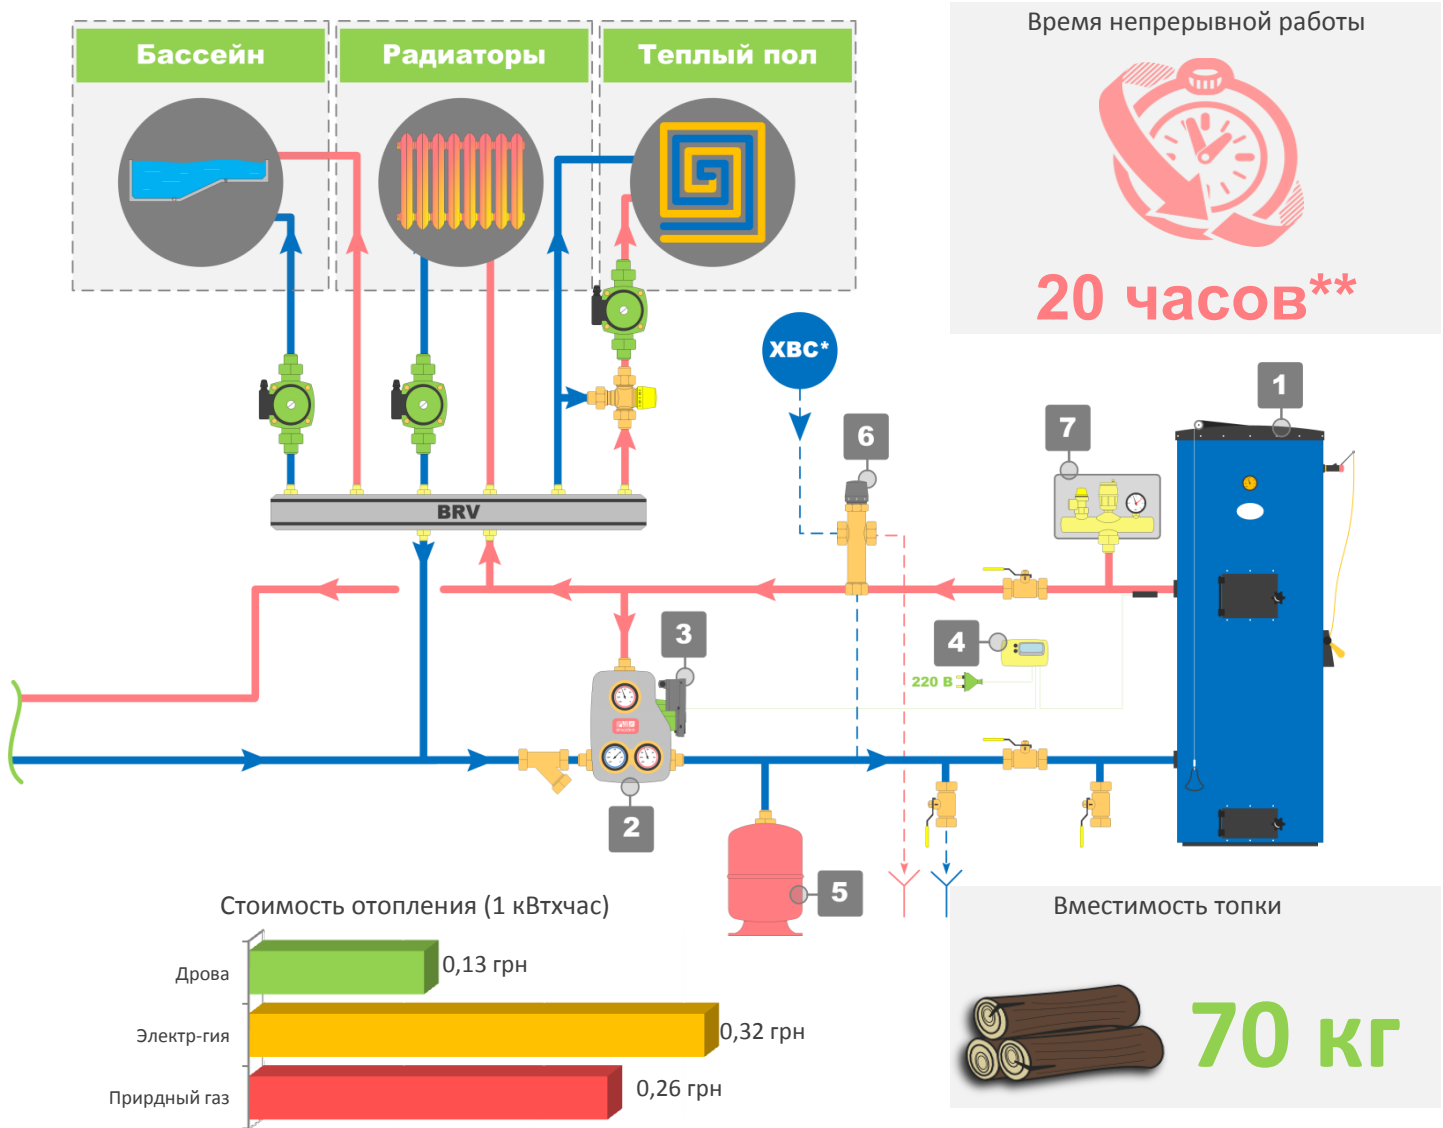 Бассейн
Радиаторы
Теплый пол
Время непрерывной работы
20 часов**
ХВС*
1
6
7
BRV
3
4
220 В
2
5
Стоимость отопления (1 кВтхчас)
Дрова
0,13 грн
Электр-гия
0,32 грн
Прирдный газ
0,26 грн
Вместимость топки
70 кг